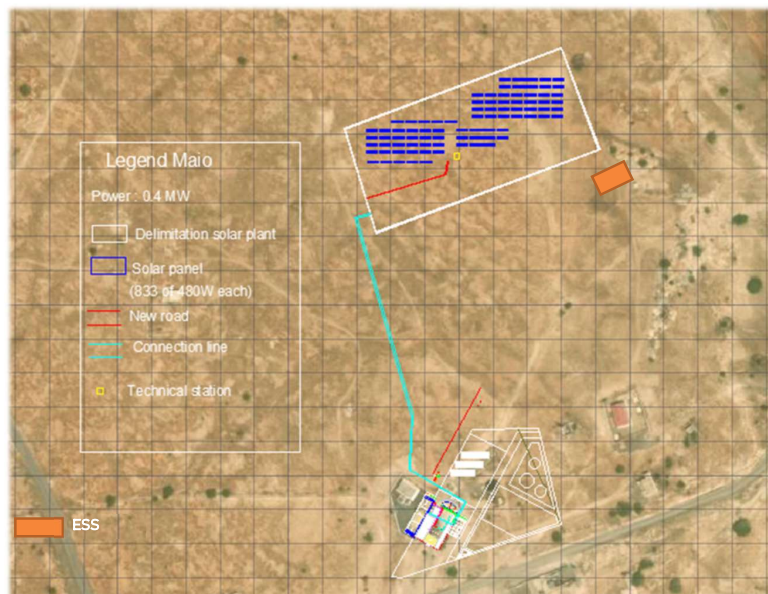 Legend Maio
Power : 0.4 MW
Delimitation solar plant
Solar panel
(833 of 480W each)
New road
Connection line
Technical station
ESS